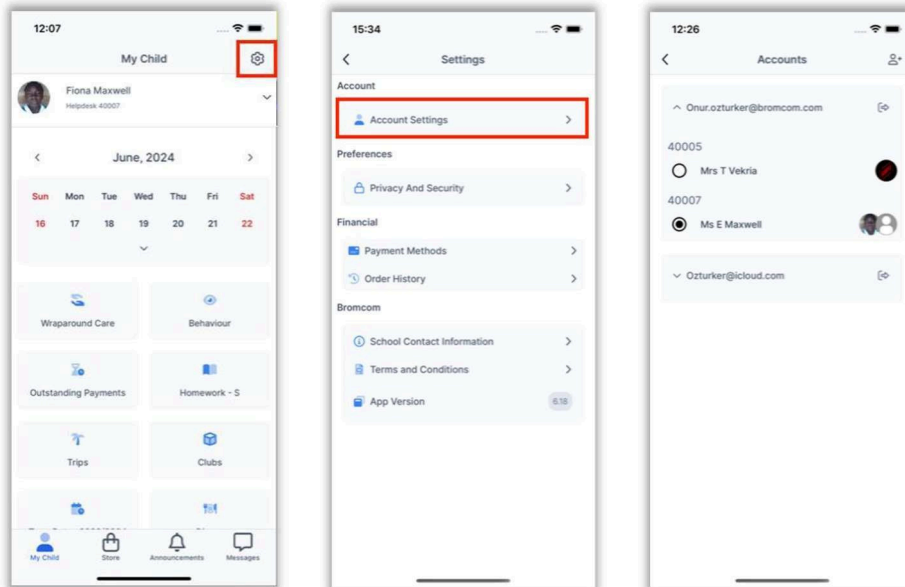 12:07
My Child
Fiona Maxwell
Helpdesk 40007
June, 2024
Sun Mon Tue Wed Thu Fri Sat
16 17 18 19 20 21 22
Wraparound Care
Behaviour
Outstanding Payments
Homework - S
Trips
Clubs
My Child
Store
Announcements
Messages
15:34
Settings
Account
Account Settings
Preferences
Privacy And Security
Financial
Payment Methods
Order History
Bromcom
School Contact Information
Terms and Conditions
App Version 6.18
12:26
Accounts
Onur.ozturker@bromcom.com
40005
Mrs T Vekria
40007
Ms E Maxwell
Ozturker@icloud.com